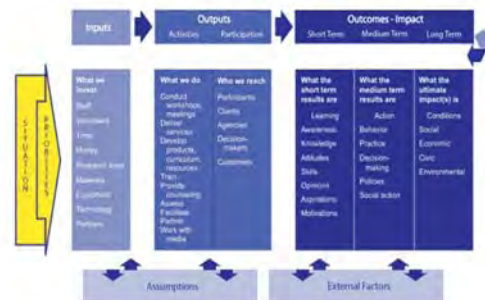 Inputs
Outputs
Activities Participation
Outcomes - Impact
Short Term Medium Term Long Term
SITUATION
PRIORITIES
What we
invest
Staff
Volunteers
Time
Money
Research base
Materials
Equipment
Technology
Partners
What we do
Conduct
workshops,
meetings
Deliver
services
Develop
products,
curriculum,
resources
Train
Provide
counseling
Assess
Facilitate
Partner
Work with
media
Who we reach
Participants
Clients
Agencies
Decision-
makers
Customers
What the
short term
results are
Learning
Awareness
Knowledge
Attitudes
Skills
Opinions
Aspirations
Motivations
What the
medium term
results are
Action
Behavior
Practice
Decision-
making
Policies
Social action
What the
ultimate
impact(s) is
Conditions
Social
Economic
Civic
Environmental
Assumptions
External Factors